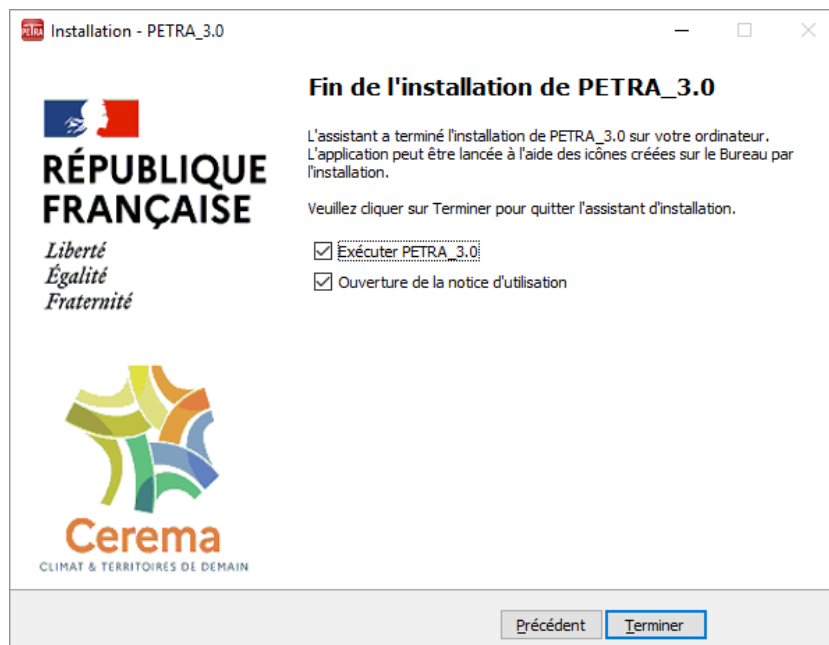 PETRA
Installation - PETRA_3.0
Fin de l'installation de PETRA_3.0
L'assistant a terminé l'installation de PETRA_3.0 sur votre ordinateur.
L'application peut être lancée à l'aide des icônes créées sur le Bureau par
l'installation.
Veuillez cliquer sur Terminer pour quitter l'assistant d'installation.
Exécuter PETRA_3.0
Ouverture de la notice d'utilisation
RÉPUBLIQUE
FRANÇAISE
Liberté
Égalité
Fraternité
Cerema
CLIMAT & TERRITOIRES DE DEMAIN
Précédent
Terminer